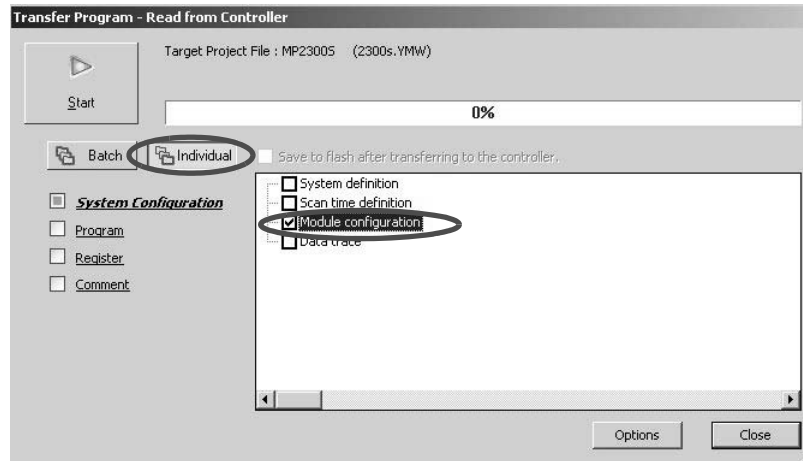 Transfer Program - Read from Controller
Target Project File : MP2300S (2300s.YMW)
Start
0%
Batch
Individual
Save to flash after transferring to the controller.
System Configuration
Program
Register
Comment
System definition
Scan time definition
Module configuration
Data trace
Options
Close